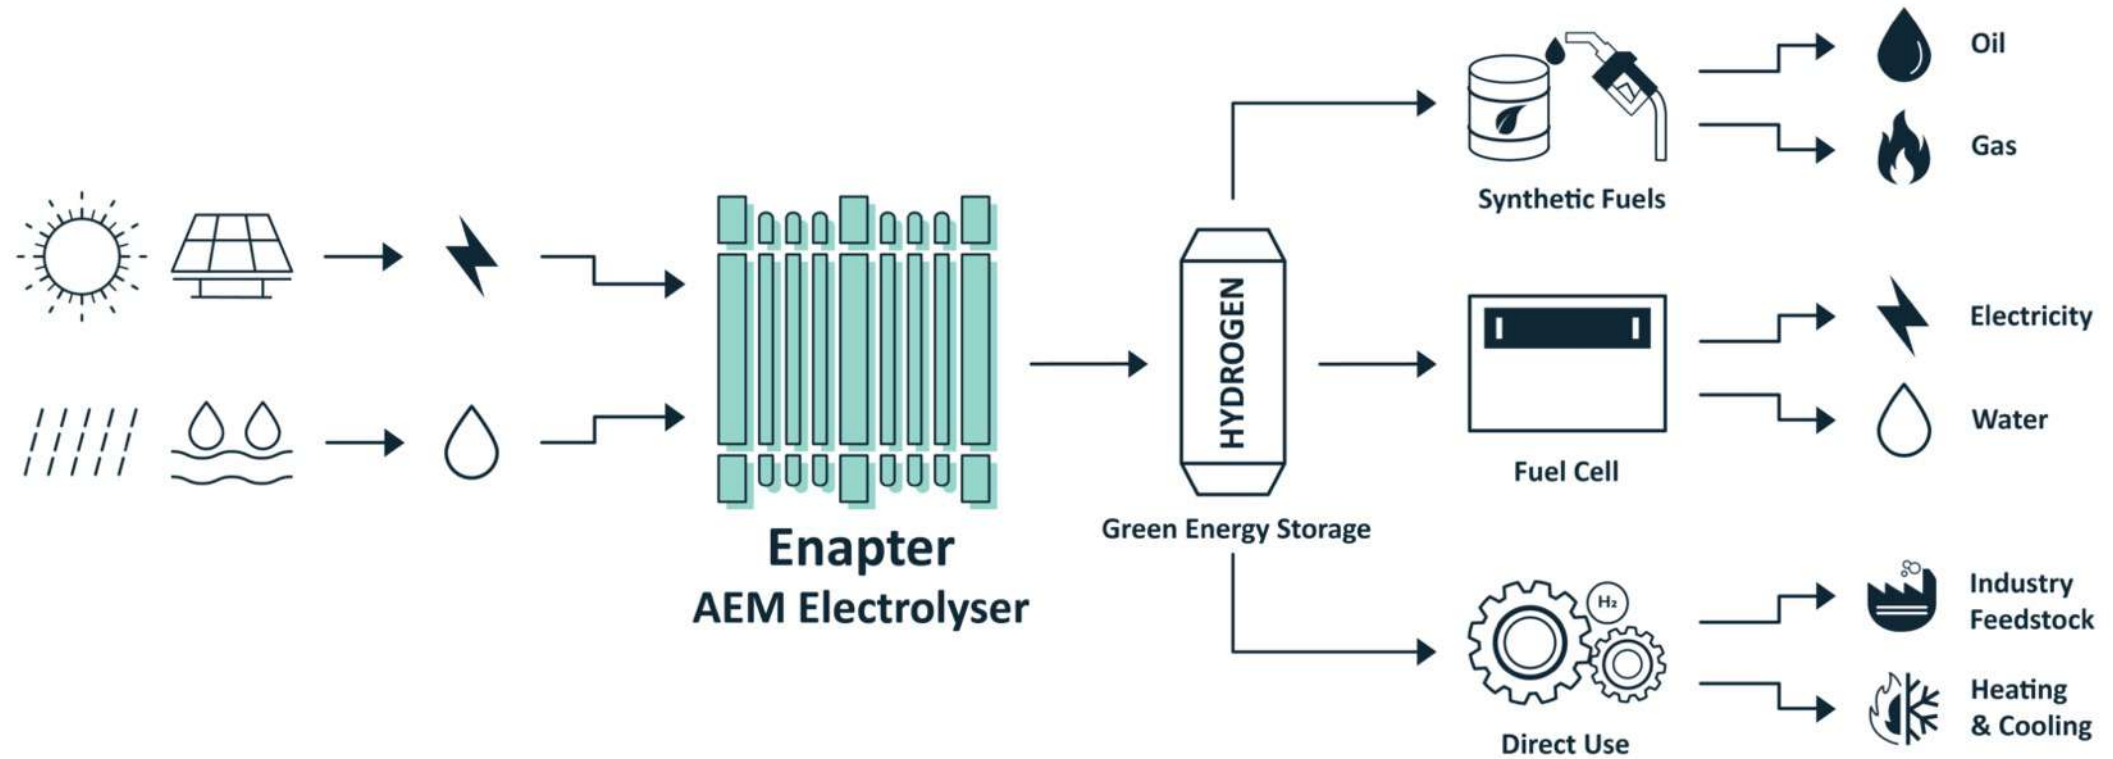 Enapter
AEM Electrolyser
HYDROGEN
Green Energy Storage
Synthetic Fuels
Oil
Gas
Fuel Cell
Electricity
Water
H₂
Direct Use
Industry
Feedstock
Heating
& Cooling